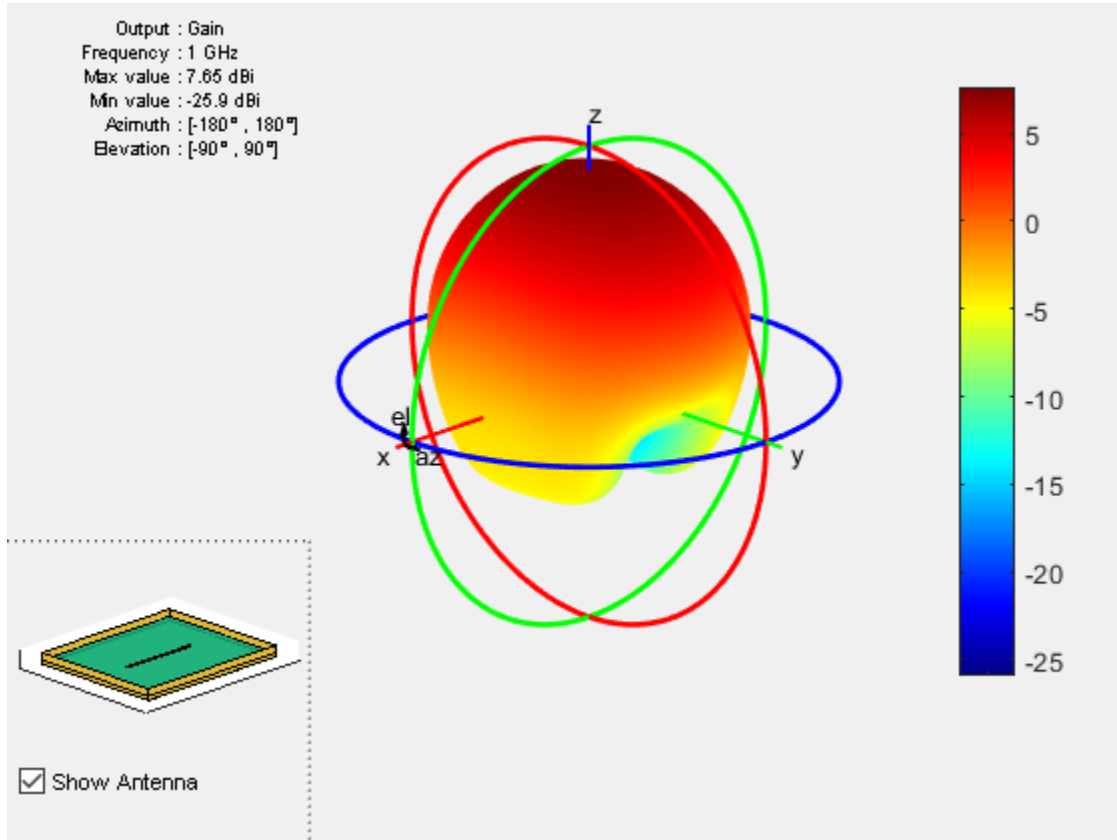 Output : Gain
Frequency : 1 GHz
Max value : 7.65 dBi
Min value : -25.9 dBi
Azimuth : [-180° , 180°]
Elevation : [-90° , 90°]
z
el
x
az
y
5
0
-5
-10
-15
-20
-25
Show Antenna